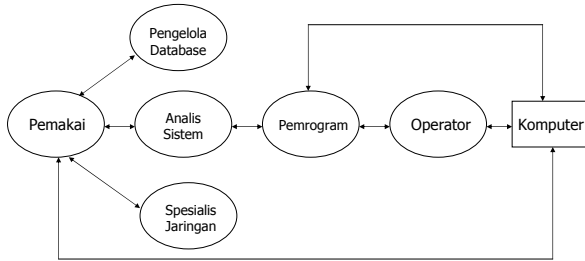 Pengelola
Database
Pemakai
Analis
Sistem
Pemrogram
Operator
Komputer
Spesialis
Jaringan